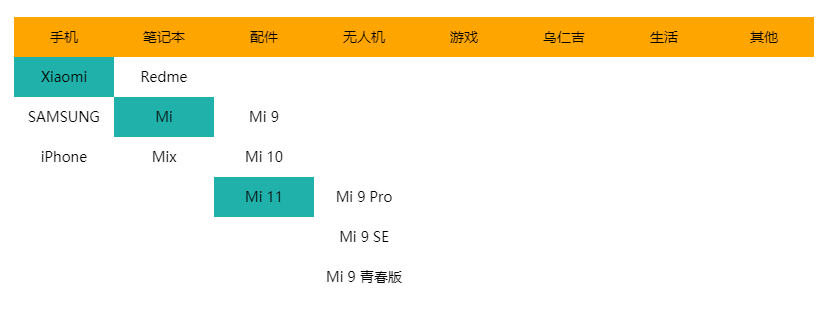 手机 笔记本 配件 无人机 游戏 乌仁吉 生活 其他
Xiaomi Redme
SAMSUNG Mi Mi 9
iPhone Mix Mi 10
Mi 11 Mi 9 Pro
Mi 9 SE
Mi 9 青春版